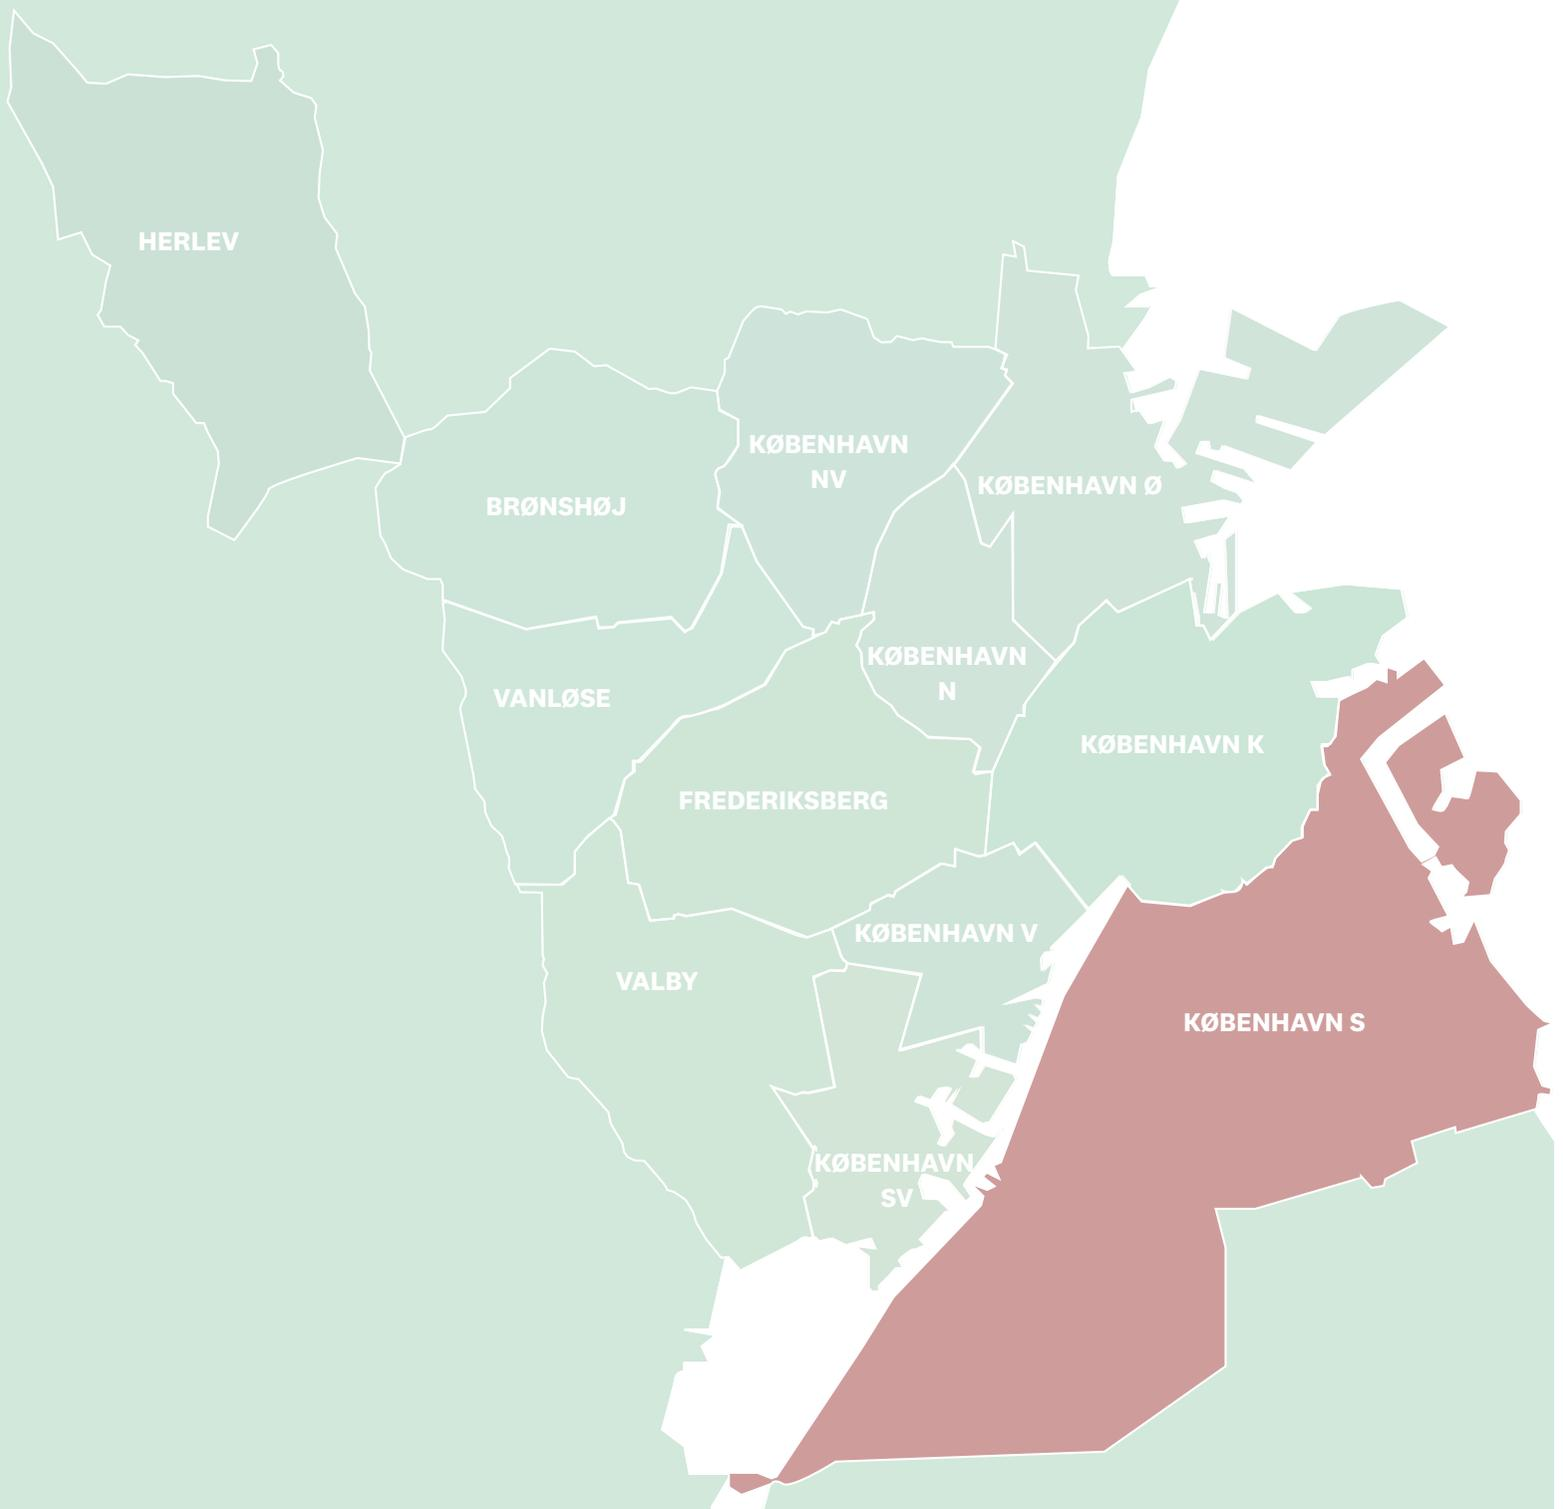 HERLEV
KØBENHAVN
NV
KØBENHAVN Ø
BRØNSHØJ
KØBENHAVN
N
VANLØSE
KØBENHAVN K
FREDERIKSBERG
KØBENHAVN V
VALBY
KØBENHAVN S
KØBENHAVN
SV